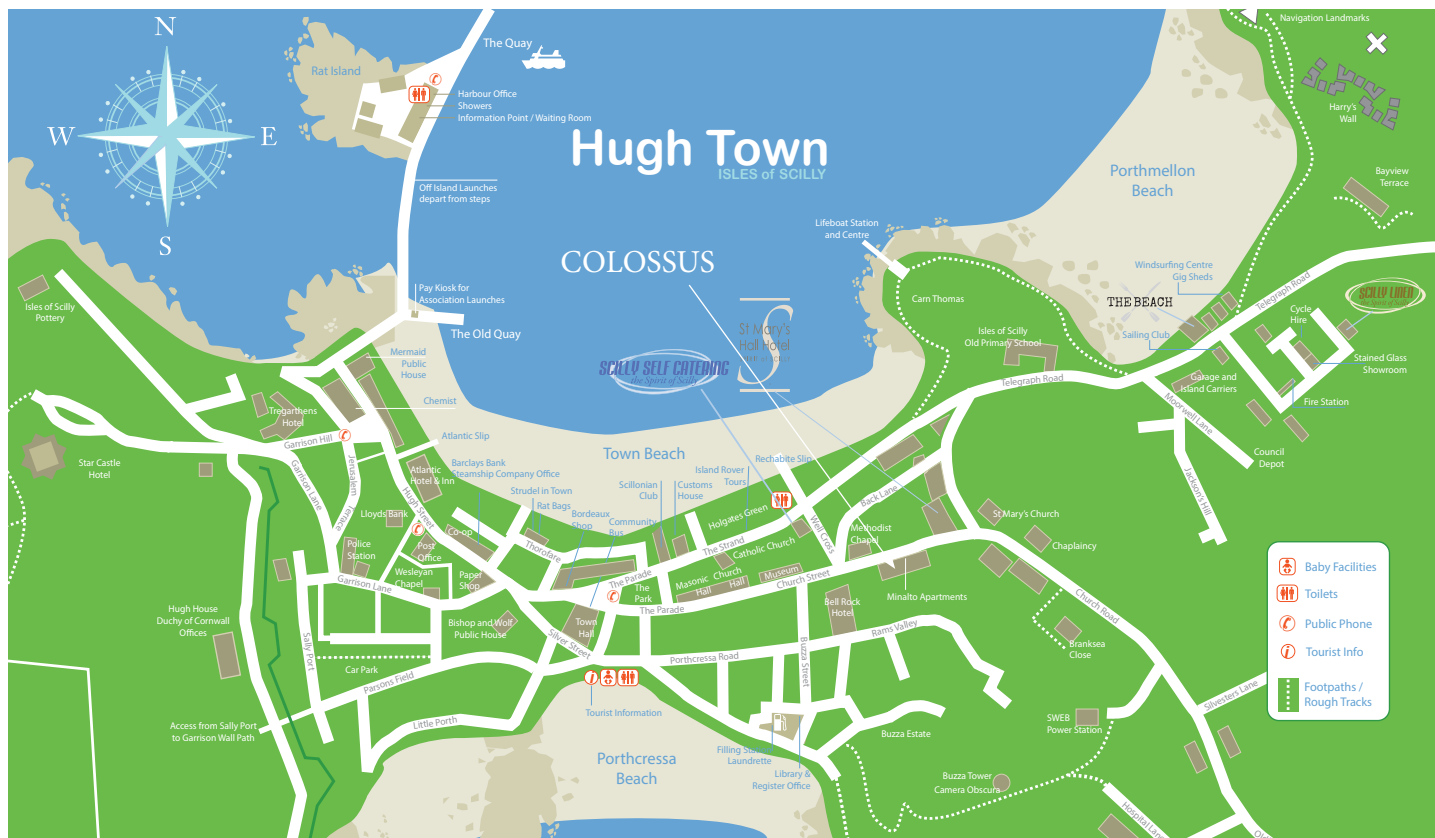 N
W
E
S
Rat Island
The Quay
Harbour Office
Showers
Information Point / Waiting Room
Hugh Town
ISLES of SCILLY
Off Island Launches
depart from steps
COLOSSUS
Pay Kiosk for
Association Launches
The Old Quay
Navigation Landmarks
Harry's
Wall
Bayview
Terrace
Porthmellon
Beach
Lifeboat Station
and Centre
Windsurfing Centre
Gig Sheds
THE BEACH
Sailing Club
Telegraph Road
SCILLY LINEN
the Spirit of Scilly
Cycle
Hire
Stained Glass
Showroom
Fire Station
Garage and
Island Carriers
Carn Thomas
Isles of Scilly
Old Primary School
Telegraph Road
Moorwell Lane
Council
Depot
Jackson's Hill
St Mary's
Hall Hotel
SCILLY SELF CATERING
the Spirit of Scilly
Isles of Scilly
Pottery
Mermaid
Public
House
Chemist
Tregarthens
Hotel
Garrison Hill
Star Castle
Hotel
Garrison Lane
Jerusalem
Terrace
Atlantic Slip
Atlantic
Hotel & Inn
Hugh Street
Barclays Bank
Steamship Company Office
Strudel in Town
Rat Bags
Bordeaux
Shop
Community
Bus
Town Beach
Scillonian
Club
Customs
House
Island Rover
Tours
Rechabite Slip
Holgates Green
Back Lane
Well Cross
Methodist
Chapel
The Strand
Catholic Church
Masonic
Hall
Church
Hall
Museum
Church Street
Lloyds Bank
Police
Station
Post
Office
Co-op
Wesleyan
Chapel
Paper
Shop
Thorofare
The Parade
The
Park
The Parade
Garrison Lane
Bishop and Wolf
Public House
Town
Hall
Silver Street
Bell Rock
Hotel
Minalto Apartments
St Mary's Church
Chaplaincy
Church Road
Branksea
Close
Rams Valley
Porthcressa Road
Buzza Street
Hugh House
Duchy of Cornwall
Offices
Sally Port
Car Park
Parsons Field
Little Porth
Access from Sally Port
to Garrison Wall Path
Tourist Information
Porthcressa
Beach
Filling Station
Laundrette
Library &
Register Office
Buzza Estate
Buzza Tower
Camera Obscura
SWEB
Power Station
Silvesters Lane
Hospital Lane
Baby Facilities
Toilets
Public Phone
Tourist Info
Footpaths /
Rough Tracks